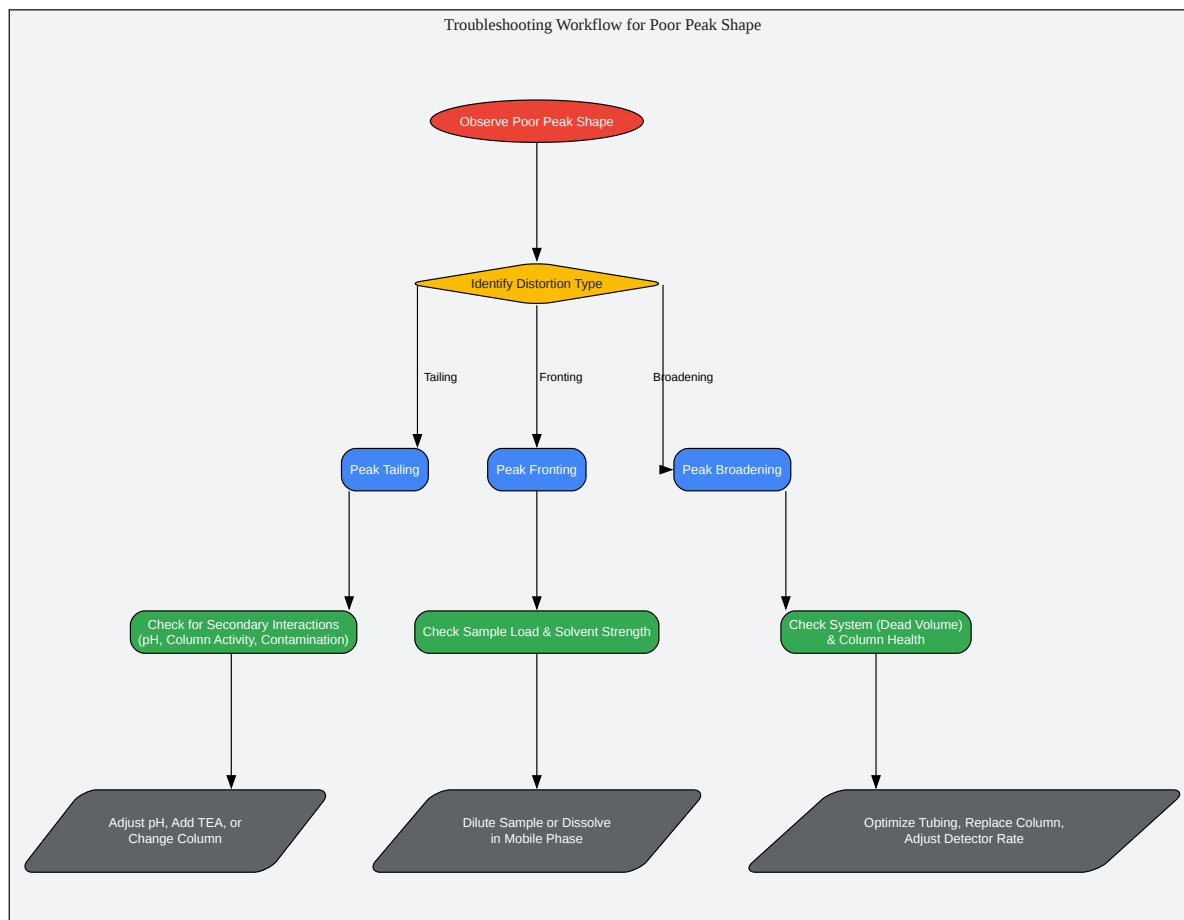 Troubleshooting Workflow for Poor Peak Shape
Observe Poor Peak Shape
Identify Distortion Type
Tailing
Fronting
Broadening
Peak Tailing
Peak Fronting
Peak Broadening
Check for Secondary Interactions
(pH, Column Activity, Contamination)
Check Sample Load & Solvent Strength
Check System (Dead Volume)
& Column Health
Adjust pH, Add TEA, or
Change Column
Dilute Sample or Dissolve
in Mobile Phase
Optimize Tubing, Replace Column,
Adjust Detector Rate